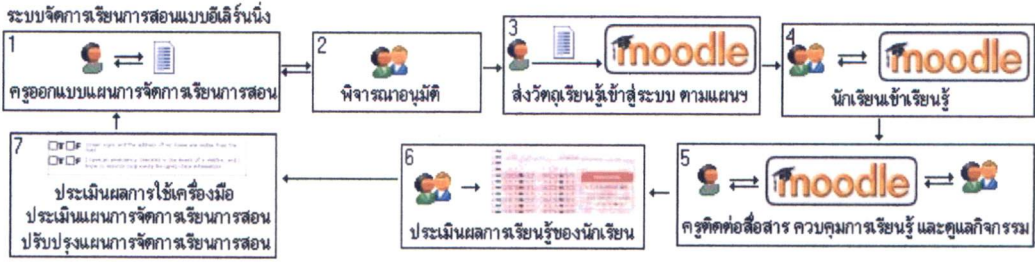 ระบบจัดการเรียนการสอนแบบอีเลิร์นนิ่ง
1
ครูออกแบบแผนการจัดการเรียนการสอน
2
พิจารณาอนุมัติ
3
moodle
ส่งวัตถุเรียนรู้เข้าสู่ระบบ ตามแผนฯ
4
moodle
นักเรียนเข้าเรียนรู้
5
moodle
ครูติดต่อสื่อสาร ควบคุมการเรียนรู้ และดูแลกิจกรรม
6
ประเมินผลการเรียนรู้ของนักเรียน
7
T F
T F
ประเมินผลการใช้เครื่องมือ
ประเมินแผนการจัดการเรียนการสอน
ปรับปรุงแผนการจัดการเรียนการสอน